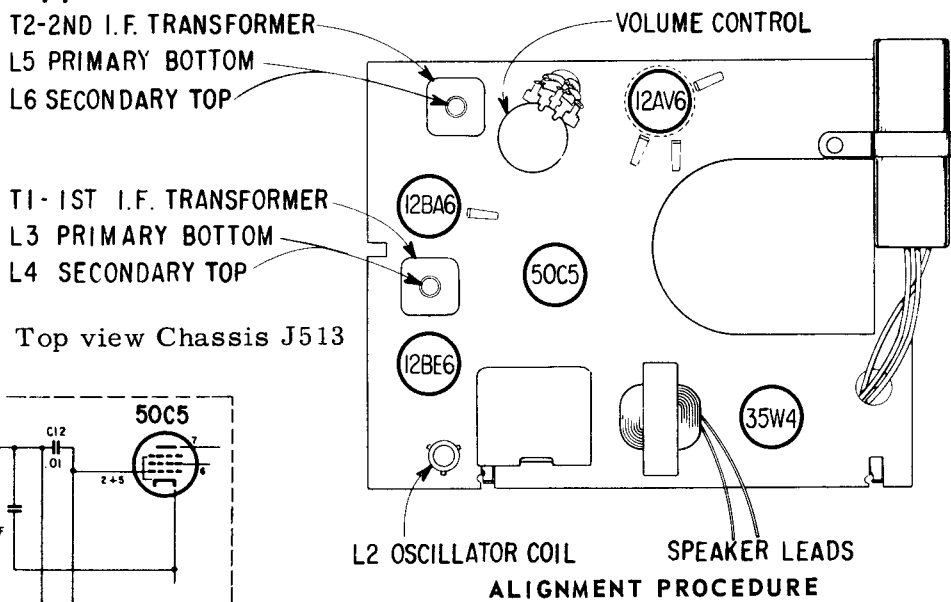 T2-2ND I.F. TRANSFORMER
L5 PRIMARY BOTTOM
L6 SECONDARY TOP
VOLUME CONTROL
12AV6
T1-1ST I.F. TRANSFORMER
L3 PRIMARY BOTTOM
L4 SECONDARY TOP
12BA6
50C5
Top view Chassis J513
12BE6
35W4
50C5
C12
.01
7
6
2+5
L2 OSCILLATOR COIL
SPEAKER LEADS
ALIGNMENT PROCEDURE